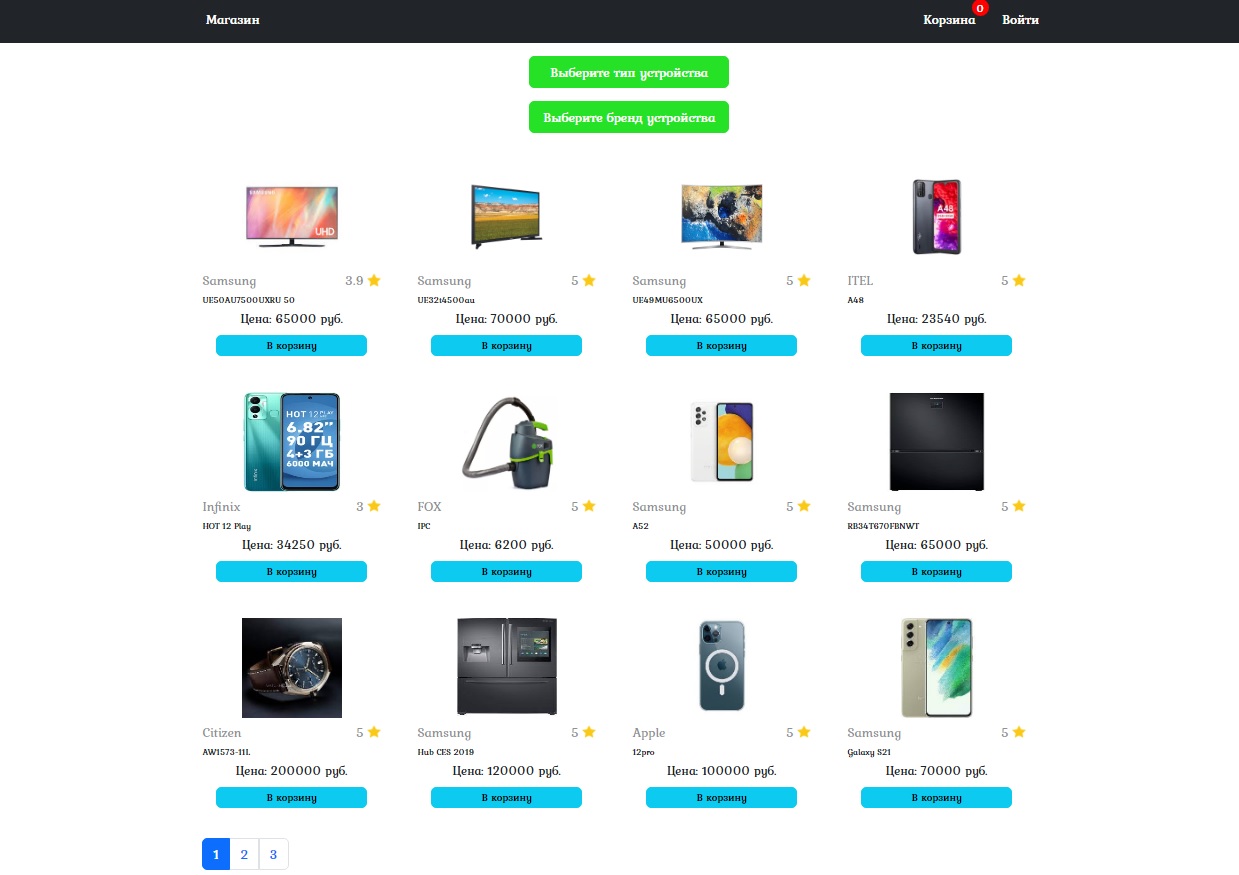 Магазин
Корзина 0
Войти
Выберите тип устройства
Выберите бренд устройства
SAMSUNG
UHD
A48
Samsung 3.9
UE50AU7500UXRU 50
Цена: 65000 руб.
В корзину
Samsung 5
UE32t4500au
Цена: 70000 руб.
В корзину
Samsung 5
UE49MU6500UX
Цена: 65000 руб.
В корзину
ITEL 5
A48
Цена: 23540 руб.
В корзину
HOT 12 PLAY
6.82”
90 ГЦ
4+3 ГБ
6000 МАЧ
Infinix
Infinix 3
HOT 12 Play
Цена: 34250 руб.
В корзину
FOX 5
IPC
Цена: 6200 руб.
В корзину
Samsung 5
A52
Цена: 50000 руб.
В корзину
Samsung 5
RB34T670FBNWT
Цена: 65000 руб.
В корзину
Citizen 5
AW1573-11L
Цена: 200000 руб.
В корзину
Samsung 5
Hub CES 2019
Цена: 120000 руб.
В корзину
Apple 5
12pro
Цена: 100000 руб.
В корзину
Samsung 5
Galaxy S21
Цена: 70000 руб.
В корзину
1 2 3